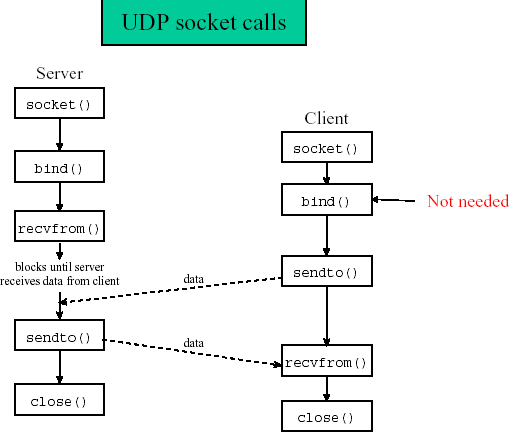 UDP socket calls
Server
socket()
bind()
recvfrom()
blocks until server
receives data from client
sendto()
close()
Client
socket()
bind()
Not needed
sendto()
data
data
recvfrom()
close()